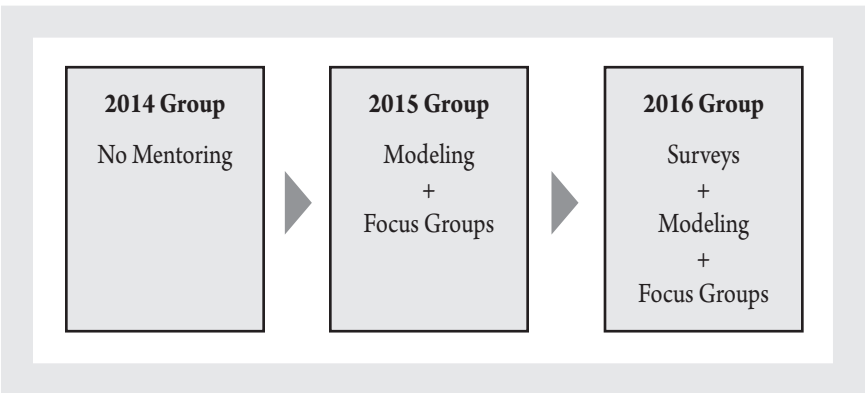 2014 Group
No Mentoring
2015 Group
Modeling
+
Focus Groups
2016 Group
Surveys
+
Modeling
+
Focus Groups